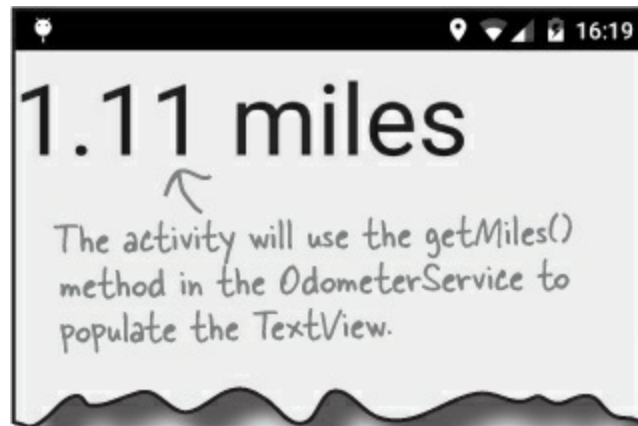 16:19
1.11 miles
The activity will use the getMiles()
method in the OdometerService to
populate the TextView.